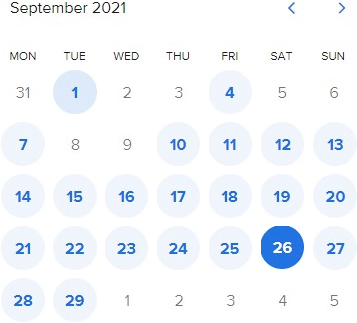 September 2021
MON TUE WED THU FRI SAT SUN
31 1 2 3 4 5 6
7 8 9 10 11 12 13
14 15 16 17 18 19 20
21 22 23 24 25 26 27
28 29 1 2 3 4 5